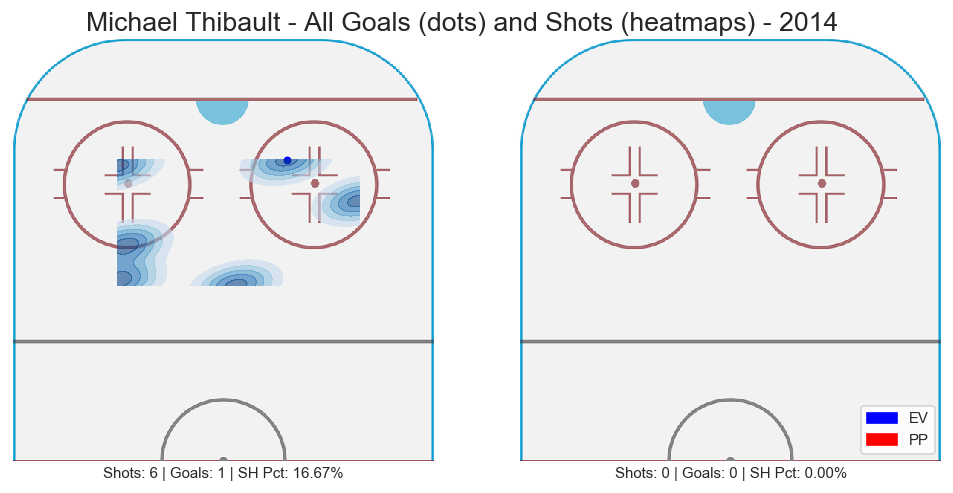 Michael Thibault - All Goals (dots) and Shots (heatmaps) - 2014
EV
PP
Shots: 6 | Goals: 1 | SH Pct: 16.67%
Shots: 0 | Goals: 0 | SH Pct: 0.00%